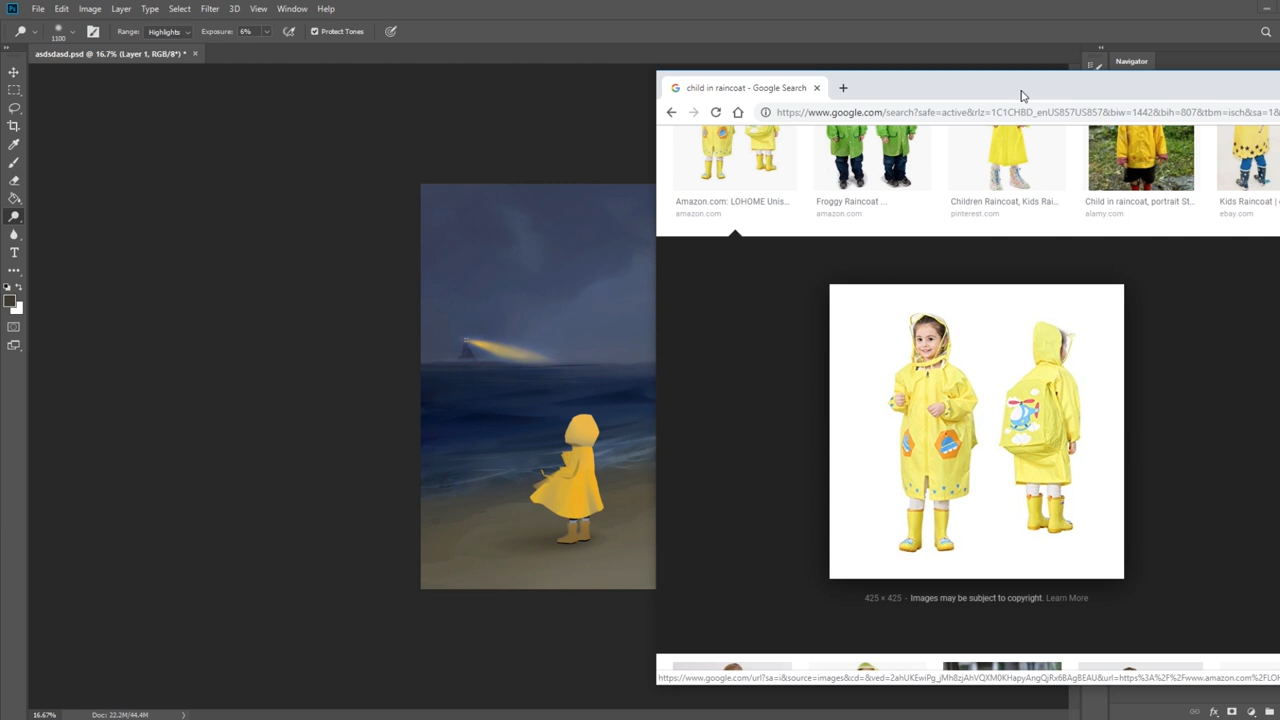 Ps File Edit Image Layer Type Select Filter 3D View Window Help
1100 Range: Highlights Exposure: 6% Protect Tones
asdsdasd.psd @ 16.7% (Layer 1, RGB/8*) * ×
Navigator
child in raincoat - Google Search
https://www.google.com/search?safe=active&rlz=1C1CHBD_enUS857US857&biw=1442&bih=807&tbm=isch&sa=1&
Amazon.com: LOHOME Unis... Froggy Raincoat ... Children Raincoat, Kids Rai... Child in raincoat, portrait St... Kids Raincoat |
amazon.com amazon.com pinterest.com alamy.com ebay.com
425 × 425 - Images may be subject to copyright. Learn More
16.67% Doc: 22.2M/44.4M
fx